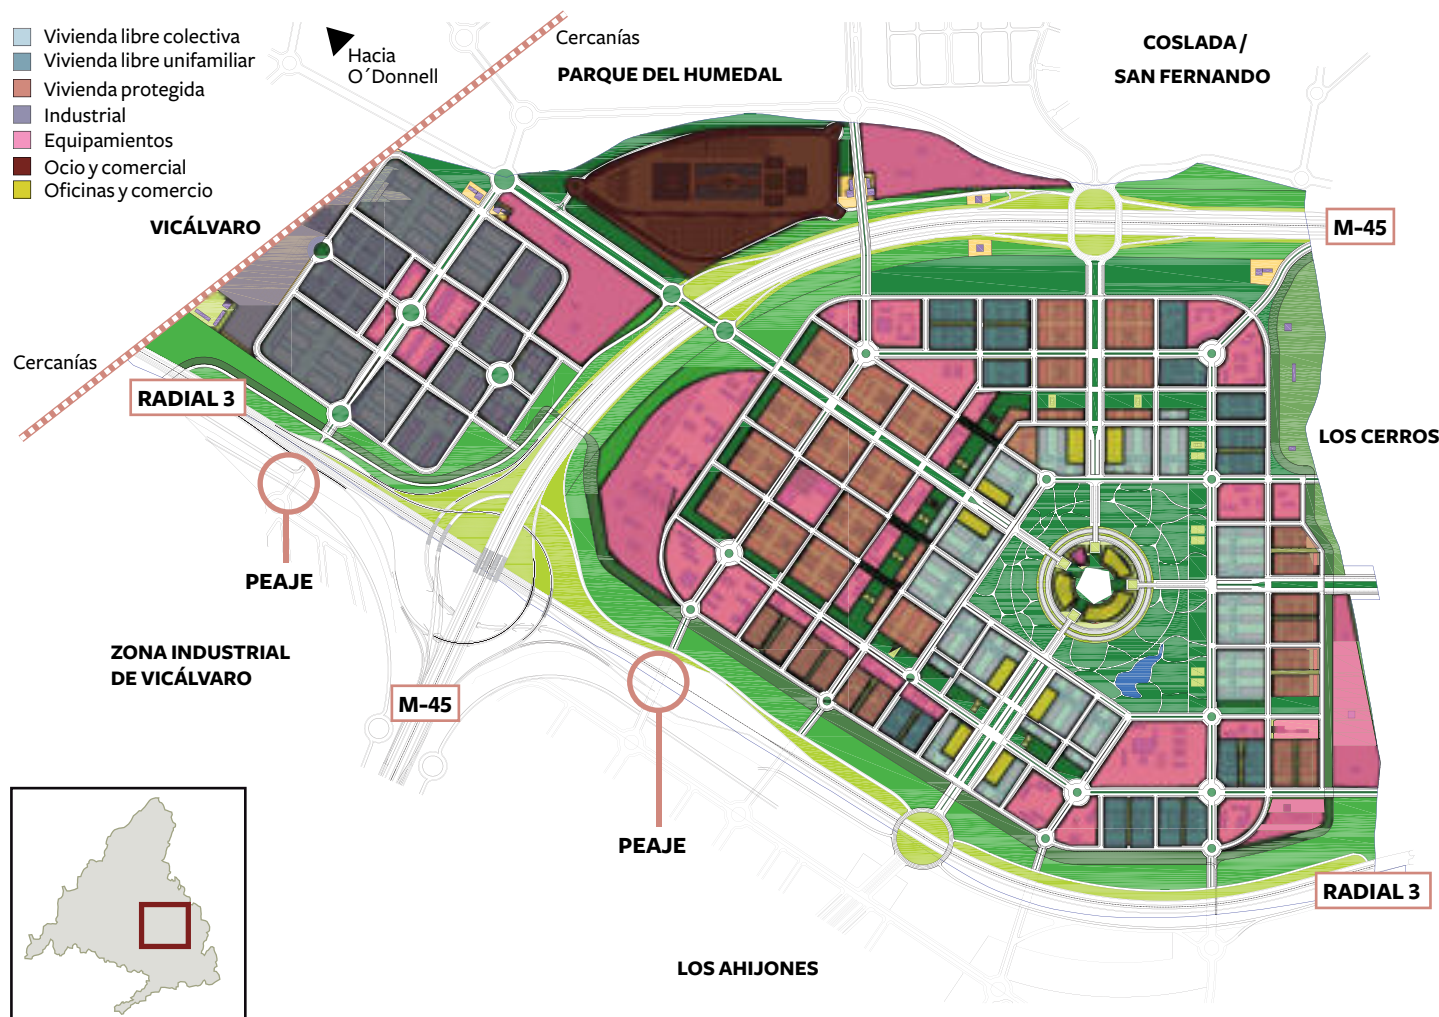 Vivienda libre colectiva
Vivienda libre unifamiliar
Vivienda protegida
Industrial
Equipamientos
Ocio y comercial
Oficinas y comercio
Hacia
O´Donnell
Cercanías
PARQUE DEL HUMEDAL
COSLADA/
SAN FERNANDO
VICÁLVARO
M-45
Cercanías
RADIAL 3
LOS CERROS
PEAJE
ZONA INDUSTRIAL
DE VICÁLVARO
M-45
PEAJE
RADIAL 3
LOS AHIJONES